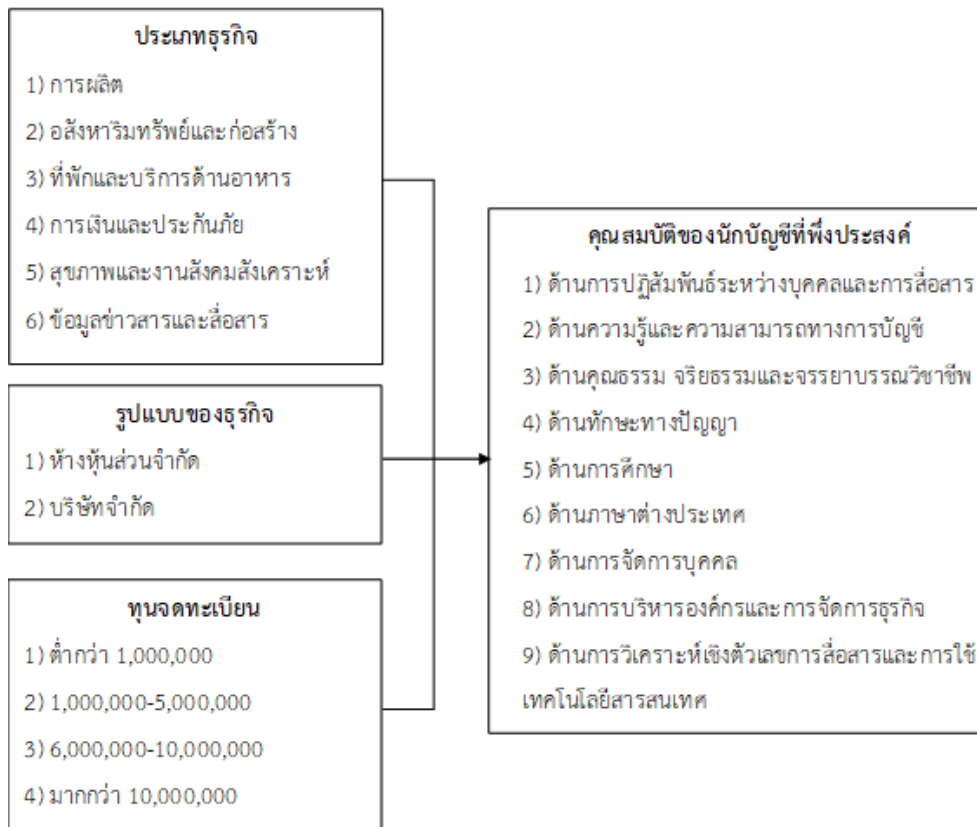 ประเภทธุรกิจ
1) การผลิต
2) อสังหาริมทรัพย์และก่อสร้าง
3) ที่พักและบริการด้านอาหาร
4) การเงินและประกันภัย
5) สุขภาพและงานสังคมสังเคราะห์
6) ข้อมูลข่าวสารและสื่อสาร
รูปแบบของธุรกิจ
1) ห้างหุ้นส่วนจำกัด
2) บริษัทจำกัด
ทุนจดทะเบียน
1) ต่ำกว่า 1,000,000
2) 1,000,000-5,000,000
3) 6,000,000-10,000,000
4) มากกว่า 10,000,000
คุณสมบัติของนักบัญชีที่พึงประสงค์
1) ด้านการปฏิสัมพันธ์ระหว่างบุคคลและการสื่อสาร
2) ด้านความรู้และความสามารถทางการบัญชี
3) ด้านคุณธรรม จริยธรรมและจรรยาบรรณวิชาชีพ
4) ด้านทักษะทางปัญญา
5) ด้านการศึกษา
6) ด้านภาษาต่างประเทศ
7) ด้านการจัดการบุคคล
8) ด้านการบริหารองค์กรและการจัดการธุรกิจ
9) ด้านการวิเคราะห์เชิงตัวเลขการสื่อสารและการใช้
เทคโนโลยีสารสนเทศ